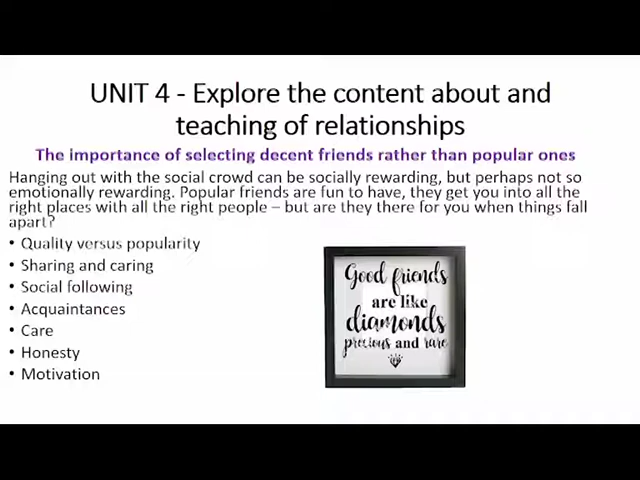 UNIT 4 - Explore the content about and
teaching of relationships
The importance of selecting decent friends rather than popular ones
Hanging out with the social crowd can be socially rewarding, but perhaps not so
emotionally rewarding. Popular friends are fun to have, they get you into all the
right places with all the right people – but are they there for you when things fall
apart?
• Quality versus popularity
• Sharing and caring
• Social following
• Acquaintances
• Care
• Honesty
• Motivation
Good friends
are like
diamonds
precious and rare